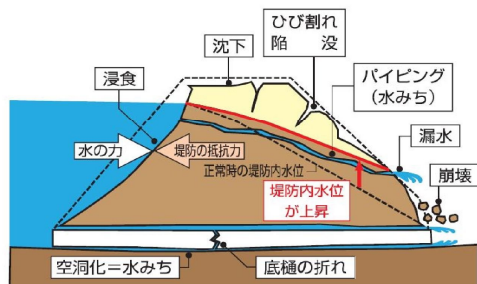 沈下
ひび割れ
陥 没
浸食
パイピング
（水みち）
水の力
堤防の抵抗力
正常時の堤防内水位
漏水
堤防内水位
が上昇
崩壊
空洞化＝水みち
底樋の折れ